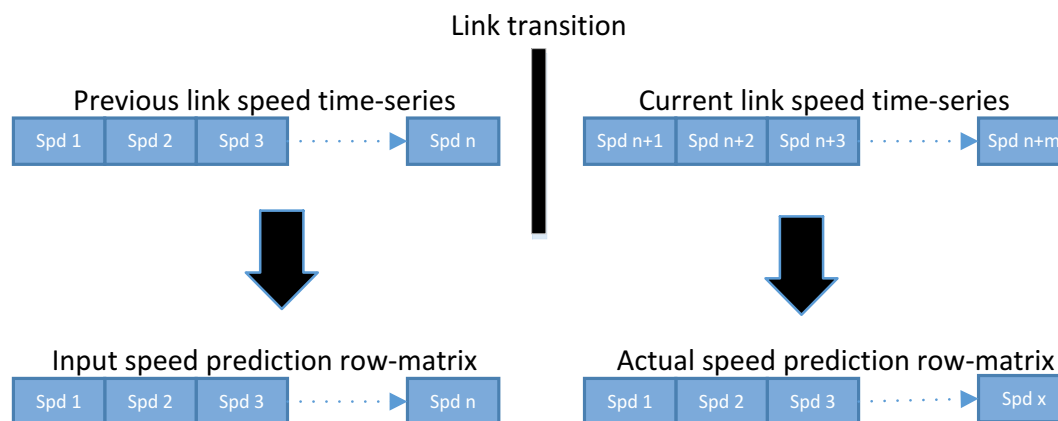 Link transition
Previous link speed time-series
Spd 1 Spd 2 Spd 3 Spd n
Current link speed time-series
Spd n+1 Spd n+2 Spd n+3 Spd n+m
Input speed prediction row-matrix
Spd 1 Spd 2 Spd 3 Spd n
Actual speed prediction row-matrix
Spd 1 Spd 2 Spd 3 Spd x